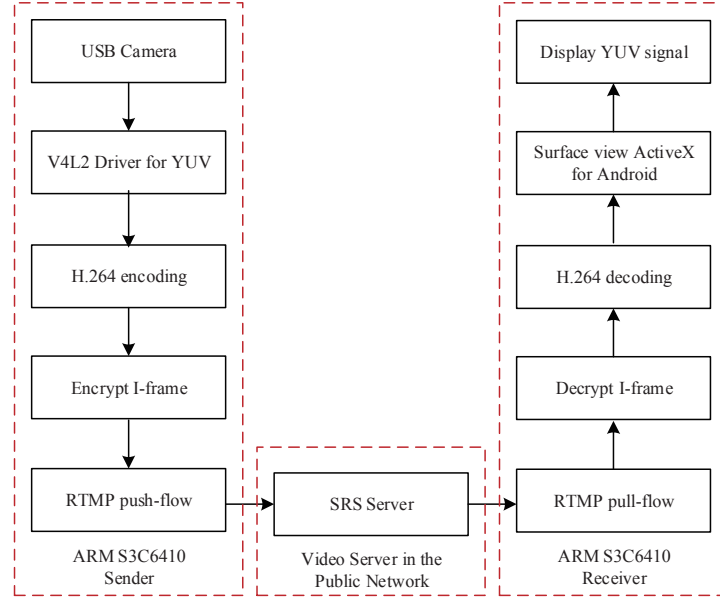 USB Camera
V4L2 Driver for YUV
H.264 encoding
Encrypt I-frame
RTMP push-flow
ARM S3C6410
Sender
SRS Server
Video Server in the
Public Network
Display YUV signal
Surface view ActiveX
for Android
H.264 decoding
Decrypt I-frame
RTMP pull-flow
ARM S3C6410
Receiver